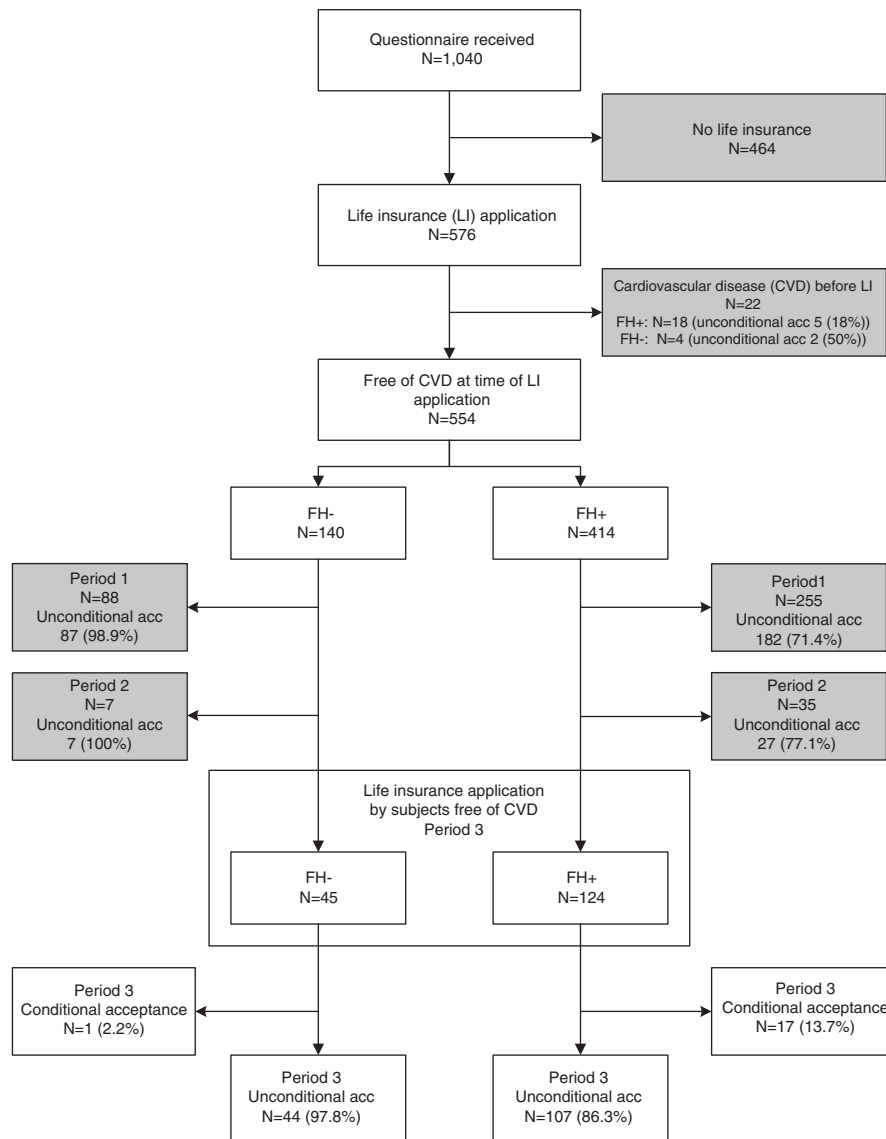 Questionnaire received
N=1,040
No life insurance
N=464
Life insurance (LI) application
N=576
Cardiovascular disease (CVD) before LI
N=22
FH+: N=18 (unconditional acc 5 (18%))
FH-: N=4 (unconditional acc 2 (50%))
Free of CVD at time of LI
application
N=554
FH-
N=140
FH+
N=414
Period 1
N=88
Unconditional acc
87 (98.9%)
Period1
N=255
Unconditional acc
182 (71.4%)
Period 2
N=7
Unconditional acc
7 (100%)
Period 2
N=35
Unconditional acc
27 (77.1%)
Life insurance application
by subjects free of CVD
Period 3
FH-
N=45
FH+
N=124
Period 3
Conditional acceptance
N=1 (2.2%)
Period 3
Conditional acceptance
N=17 (13.7%)
Period 3
Unconditional acc
N=44 (97.8%)
Period 3
Unconditional acc
N=107 (86.3%)